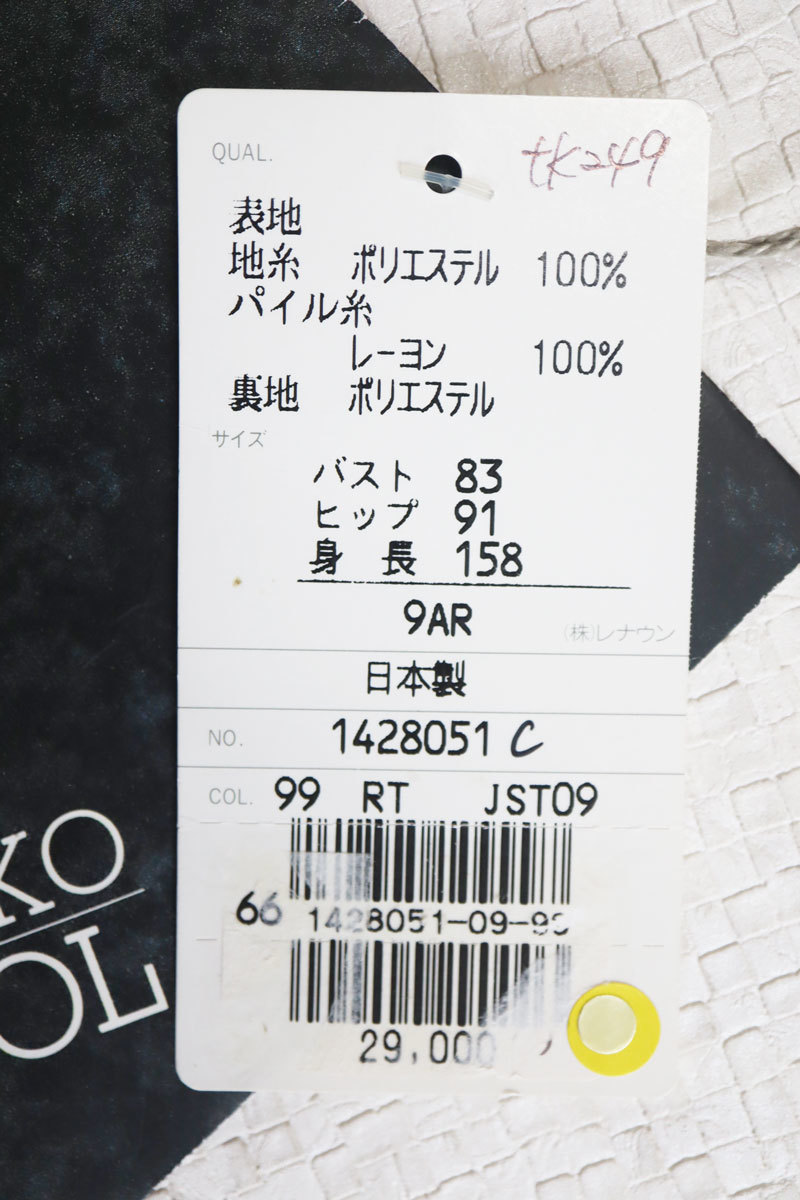 QUAL.
tk249
表地
地糸 ポリエステル 100%
パイル糸
レーヨン 100%
裏地 ポリエステル
サイズ
バスト 83
ヒップ 91
身長 158
9AR
(株)レナウン
日本製
NO. 1428051 C
COL. 99 RT JST09
66 1428051-09-99
29,000
KO
OL